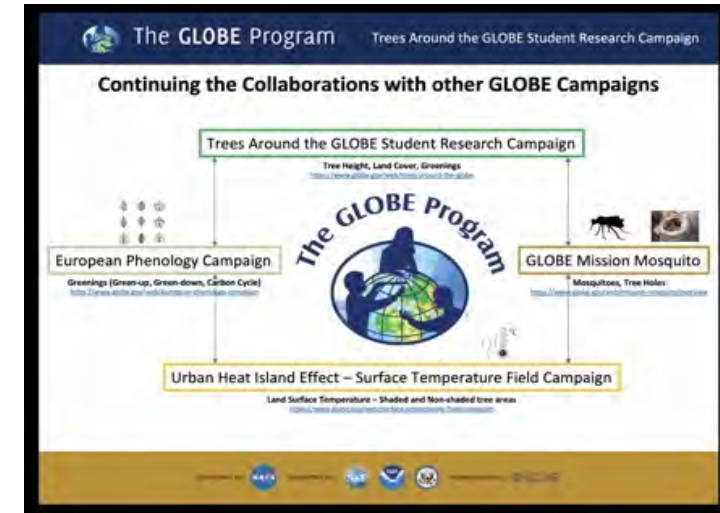 The GLOBE Program
Trees Around the GLOBE Student Research Campaign
Continuing the Collaborations with other GLOBE Campaigns
Trees Around the GLOBE Student Research Campaign
Tree Height, Land Cover, Greenings
The GLOBE Program
European Phenology Campaign
Greenings (Green-up, Green-down, Carbon Cycle)
GLOBE Mission Mosquito
Mosquitoes, Tree Holes
Urban Heat Island Effect – Surface Temperature Field Campaign
Land Surface Temperature – Shaded and Non-shaded tree areas
NASA